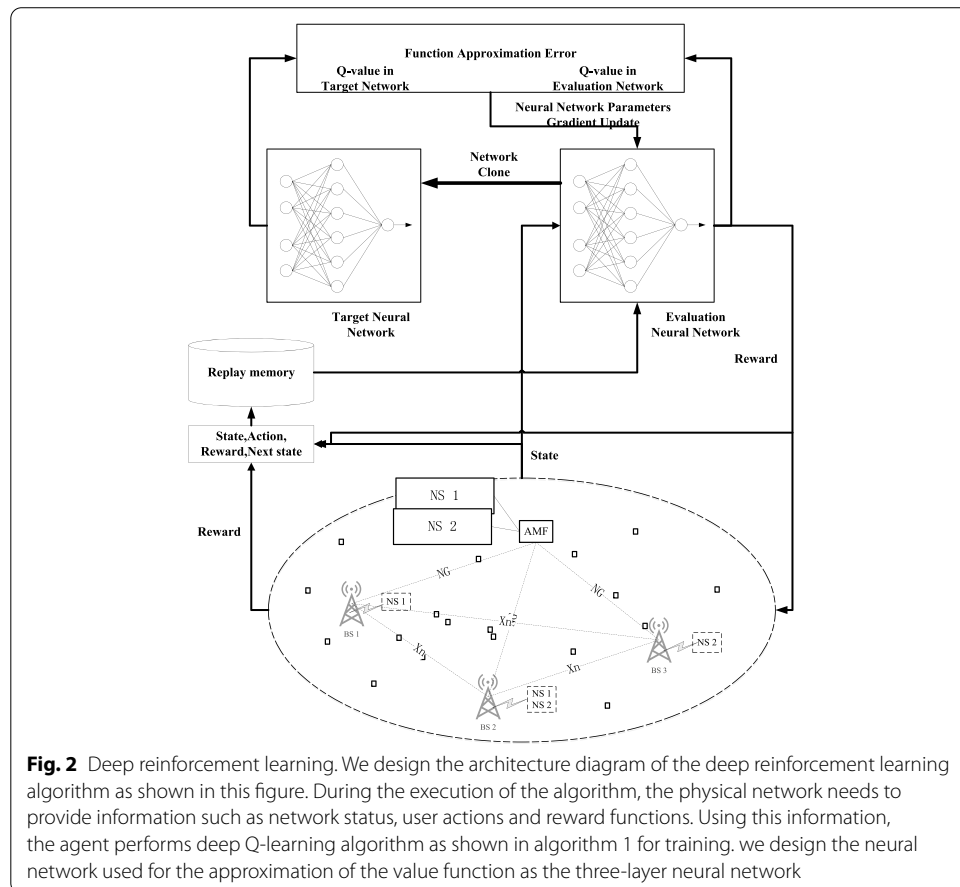 Function Approximation Error
Q-value in
Target Network
Q-value in
Evaluation Network
Neural Network Parameters
Gradient Update
Network
Clone
Target Neural
Network
Evaluation
Neural Network
Reward
Replay memory
State,Action,
Reward,Next state
State
Reward
NS 1
NS 2
AMF
NG
NG
NS 1
BS 1
Xn
Xn
Xn
NS 2
BS 3
NS 1
NS 2
BS 2
Fig. 2 Deep reinforcement learning. We design the architecture diagram of the deep reinforcement learning
algorithm as shown in this figure. During the execution of the algorithm, the physical network needs to
provide information such as network status, user actions and reward functions. Using this information,
the agent performs deep Q-learning algorithm as shown in algorithm 1 for training. we design the neural
network used for the approximation of the value function as the three-layer neural network